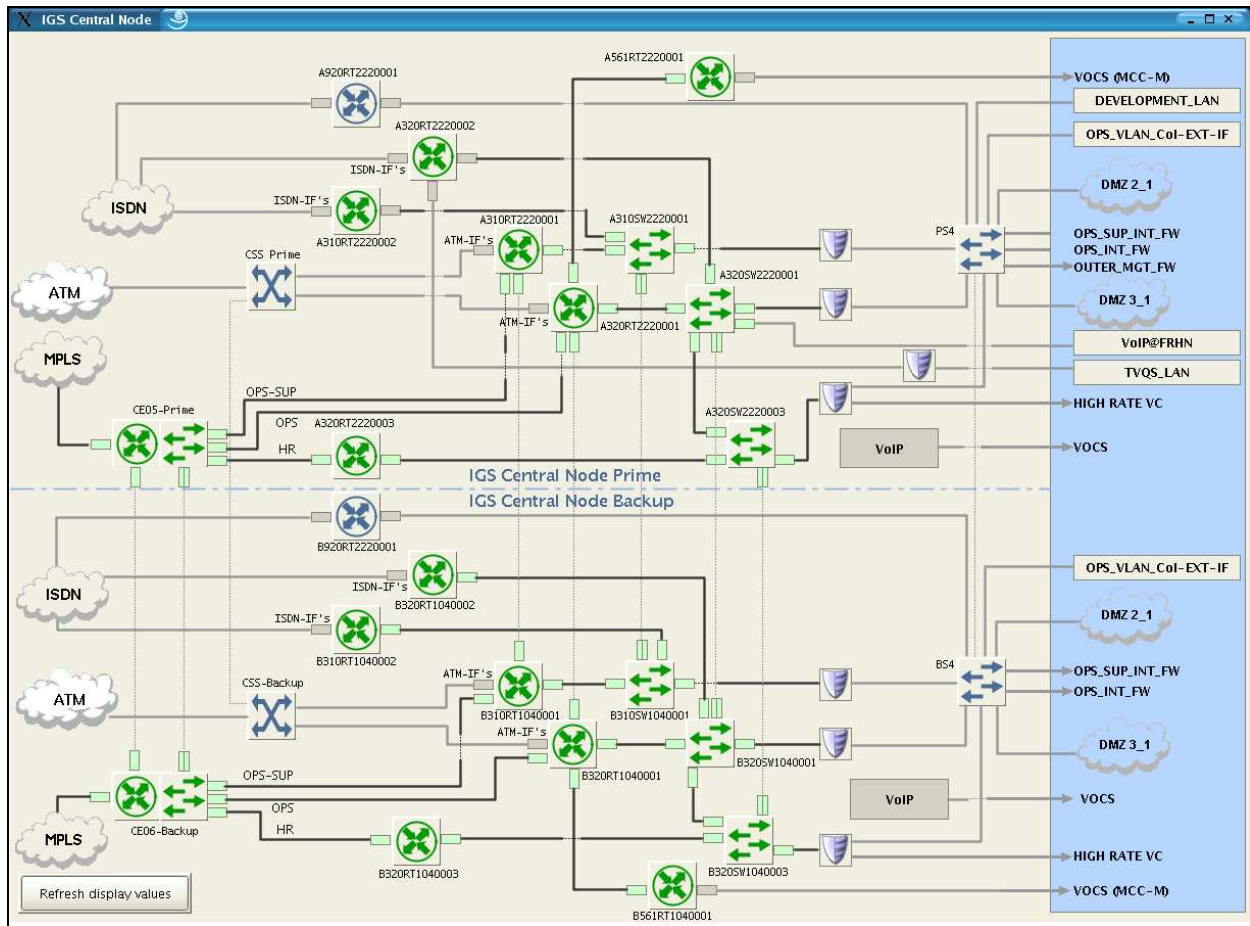 IGS Central Node
A561RT2220001
A920RT2220001
VOCS (MCC-M)
DEVELOPMENT_LAN
A320RT2220002
OPS_VLAN_Col-EXT-IF
ISDN-IF's
DMZ 2_1
ISDN
ISDN-IF's
A310RT2220001
A310SW2220001
PS4
OPS_SUP_INT_FW
A310RT2220002
ATM-IF's
OPS_INT_FW
CSS Prime
OUTER_MGT_FW
A320SW2220001
ATM
DMZ 3_1
ATM-IF's
A320RT2220001
VoIP@FRHN
MPLS
TVQS_LAN
OPS-SUP
HIGH RATE VC
CE05-Prime
OPS
A320RT2220003
A320SW2220003
HR
VoIP
VOCS
IGS Central Node Prime
IGS Central Node Backup
B920RT2220001
OPS_VLAN_Col-EXT-IF
ISDN-IF's
ISDN
B320RT1040002
DMZ 2_1
ISDN-IF's
B310RT1040002
BS4
ATM-IF's
OPS_SUP_INT_FW
CSS-Backup
OPS_INT_FW
ATM
B310RT1040001
B310SW1040001
ATM-IF's
DMZ 3_1
B320RT1040001
B320SW1040001
OPS-SUP
VoIP
VOCS
OPS
CE06-Backup
HR
MPLS
HIGH RATE VC
B320RT1040003
B320SW1040003
Refresh display values
VOCS (MCC-M)
B561RT1040001